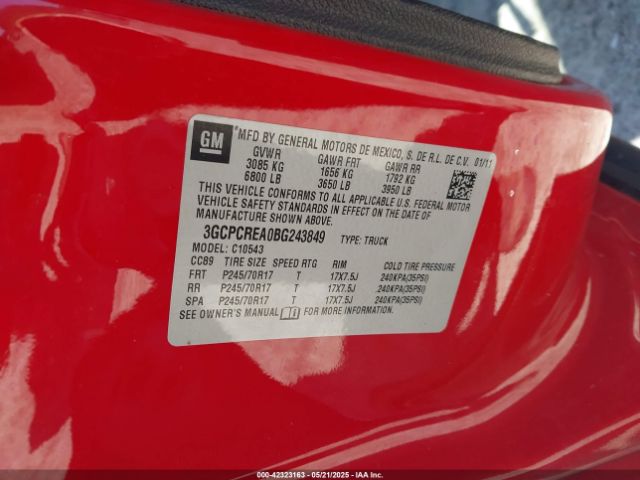 GM
MFD BY GENERAL MOTORS DE MEXICO, S. DE R.L. DE C.V. 01/11
GVWR GAWR FRT GAWR RR
3085 KG 1656 KG 1792 KG
6800 LB 3650 LB 3950 LB
THIS VEHICLE CONFORMS TO ALL APPLICABLE U.S. FEDERAL MOTOR
VEHICLE SAFETY STANDARDS IN EFFECT ON THE DATE OF
MANUFACTURE SHOWN ABOVE.
3GCPCREA0BG243849 TYPE: TRUCK
MODEL: C10543
CC89 TIRE SIZE SPEED RTG RIM COLD TIRE PRESSURE
FRT P245/70R17 T 17X7.5J 240KPA(35PSI)
RR P245/70R17 T 17X7.5J 240KPA(35PSI)
SPA P245/70R17 T 17X7.5J 240KPA(35PSI)
SEE OWNER'S MANUAL FOR MORE INFORMATION.
000 - 42323163 - 05/21/2025 - IAA Inc.